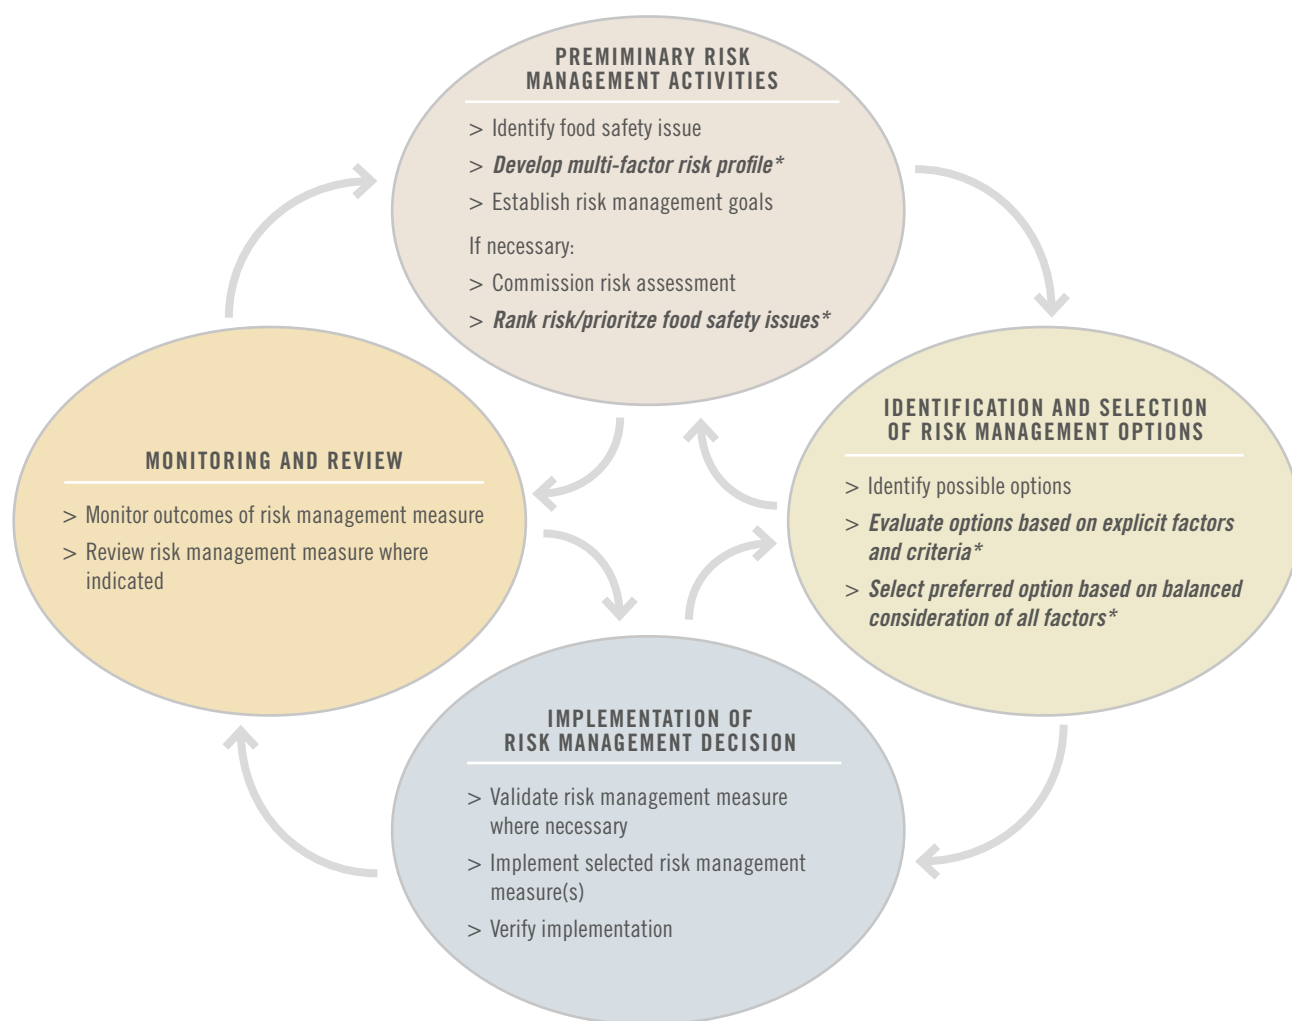 PREMIMINARY RISK
MANAGEMENT ACTIVITIES
> Identify food safety issue
> Develop multi-factor risk profile*
> Establish risk management goals
If necessary:
> Commission risk assessment
> Rank risk/prioritze food safety issues*
IDENTIFICATION AND SELECTION
OF RISK MANAGEMENT OPTIONS
> Identify possible options
> Evaluate options based on explicit factors
and criteria*
> Select preferred option based on balanced
consideration of all factors*
IMPLEMENTATION OF
RISK MANAGEMENT DECISION
> Validate risk management measure
where necessary
> Implement selected risk management
measure(s)
> Verify implementation
MONITORING AND REVIEW
> Monitor outcomes of risk management measure
> Review risk management measure where
indicated